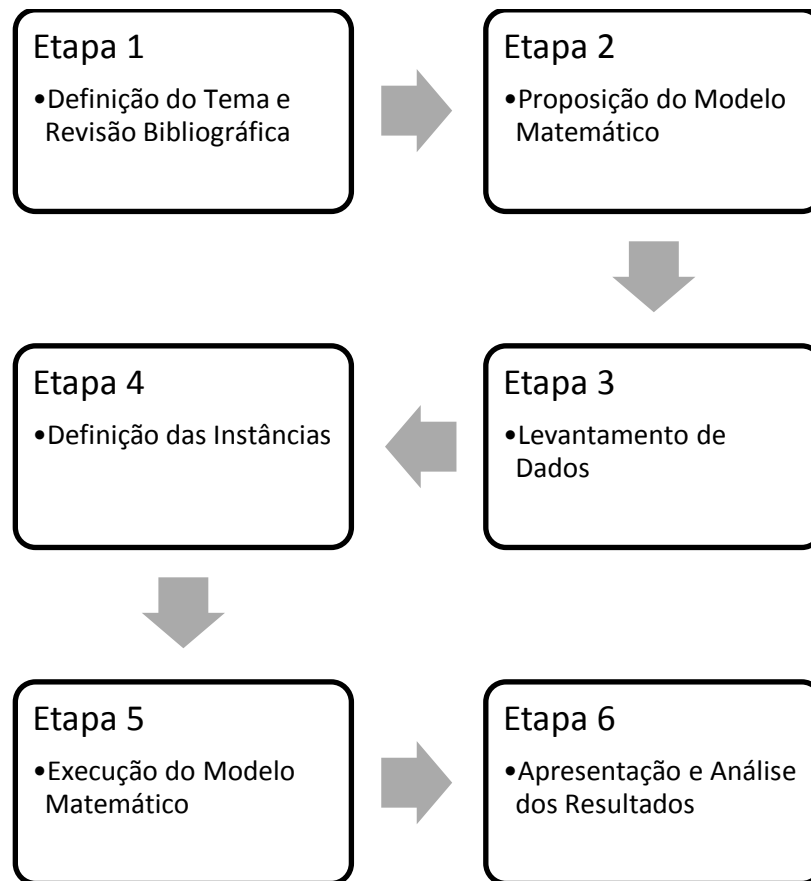 Etapa 1
•Definição do Tema e
Revisão Bibliográfica
Etapa 2
•Proposição do Modelo
Matemático
Etapa 3
•Levantamento de
Dados
Etapa 4
•Definição das Instâncias
Etapa 5
•Execução do Modelo
Matemático
Etapa 6
•Apresentação e Análise
dos Resultados